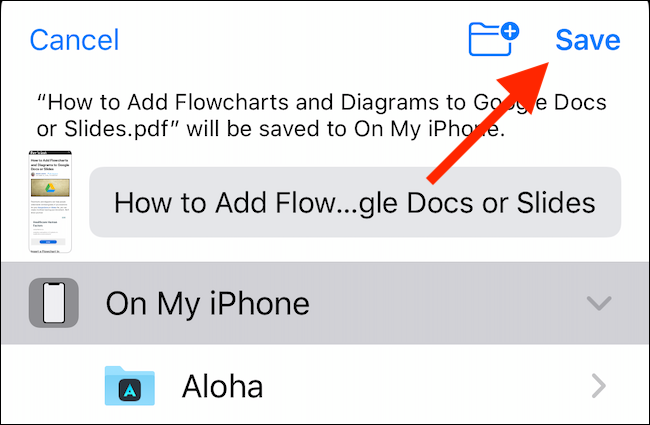 Cancel
Save
“How to Add Flowcharts and Diagrams to Google Docs
or Slides.pdf” will be saved to On My iPhone.
How to Add Flow...gle Docs or Slides
On My iPhone
Aloha